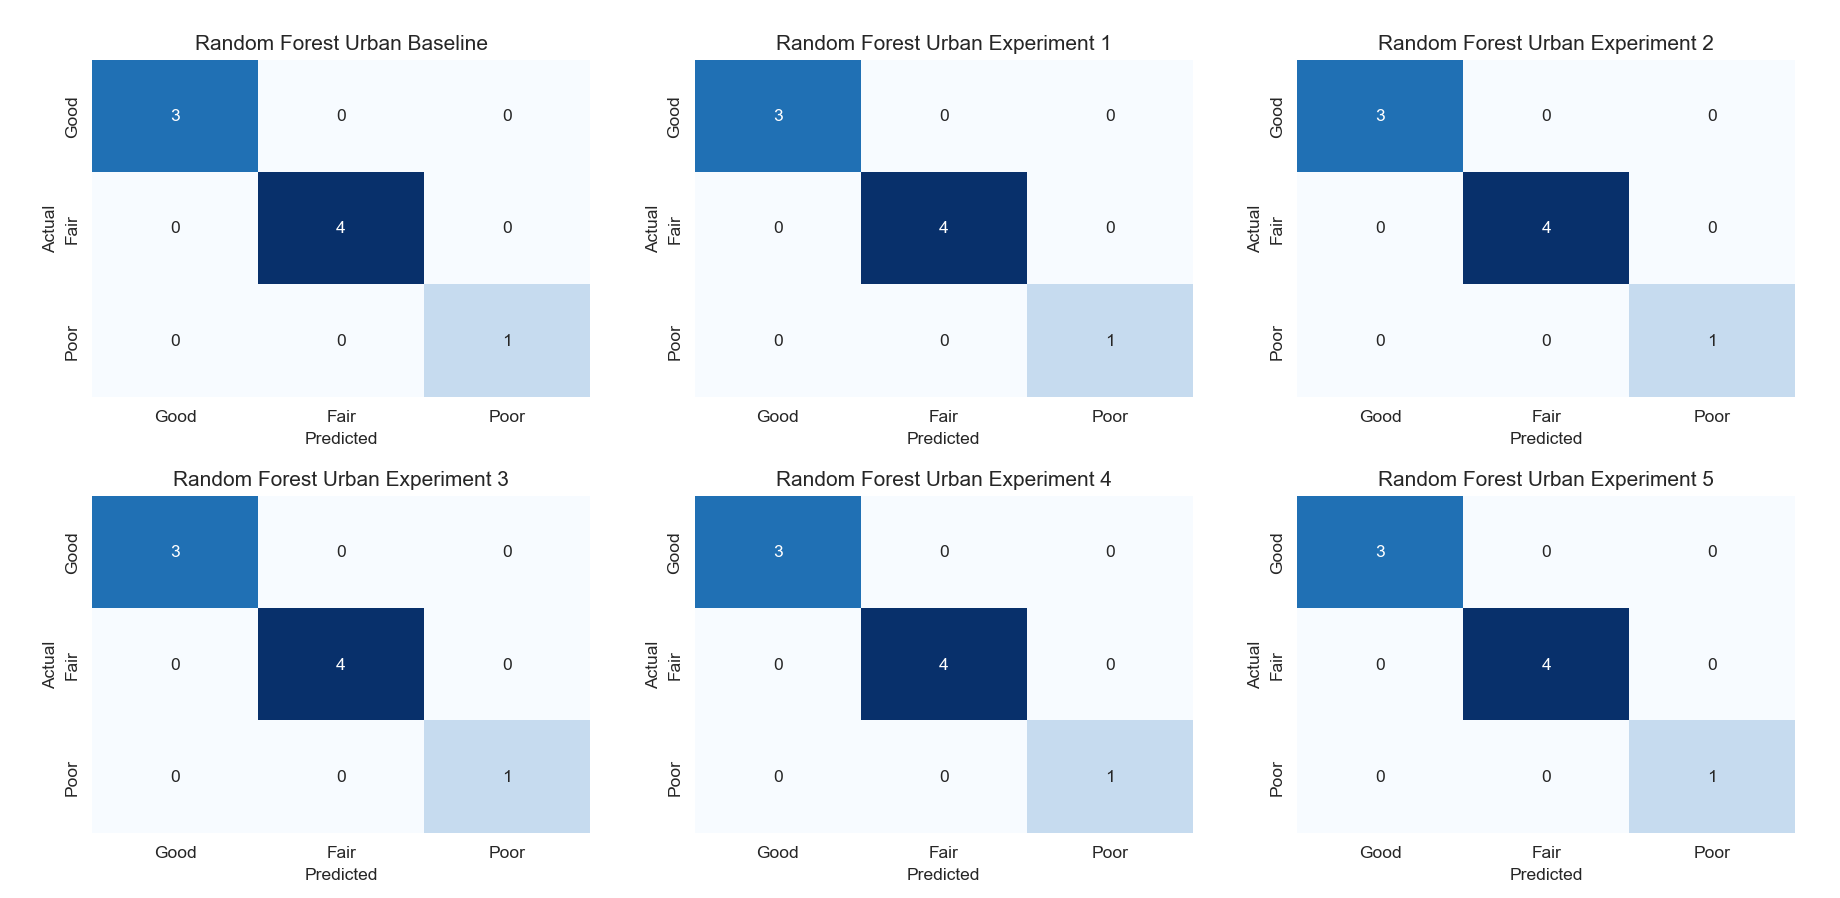 Random Forest Urban Baseline
Actual
Good
Fair
Poor
3 0 0
0 4 0
0 0 1
Good Fair Poor
Predicted
Random Forest Urban Experiment 1
Actual
Good
Fair
Poor
3 0 0
0 4 0
0 0 1
Good Fair Poor
Predicted
Random Forest Urban Experiment 2
Actual
Good
Fair
Poor
3 0 0
0 4 0
0 0 1
Good Fair Poor
Predicted
Random Forest Urban Experiment 3
Actual
Good
Fair
Poor
3 0 0
0 4 0
0 0 1
Good Fair Poor
Predicted
Random Forest Urban Experiment 4
Actual
Good
Fair
Poor
3 0 0
0 4 0
0 0 1
Good Fair Poor
Predicted
Random Forest Urban Experiment 5
Actual
Good
Fair
Poor
3 0 0
0 4 0
0 0 1
Good Fair Poor
Predicted